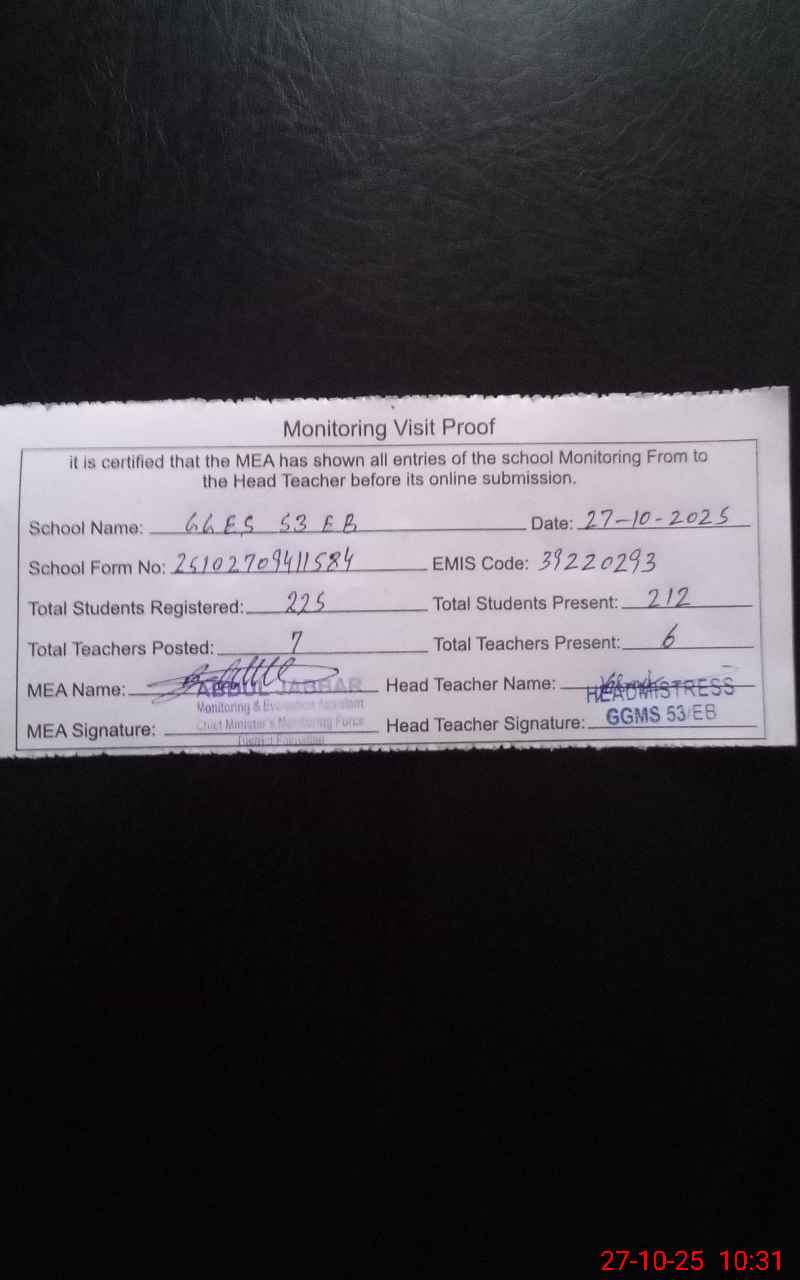 Monitoring Visit Proof
it is certified that the MEA has shown all entries of the school Monitoring From to
the Head Teacher before its online submission.
School Name: GGES 53 EB Date: 27-10-2025
School Form No: 25102709411584 EMIS Code: 39220293
Total Students Registered: 225 Total Students Present: 212
Total Teachers Posted: 7 Total Teachers Present: 6
MEA Name: ABDUL JABBAR Head Teacher Name: HEADMISTRESS
Monitoring & Evaluation Assistant
MEA Signature: Chief Minister's Monitoring Force Head Teacher Signature: GGMS 53/EB
District
27-10-25 10:31